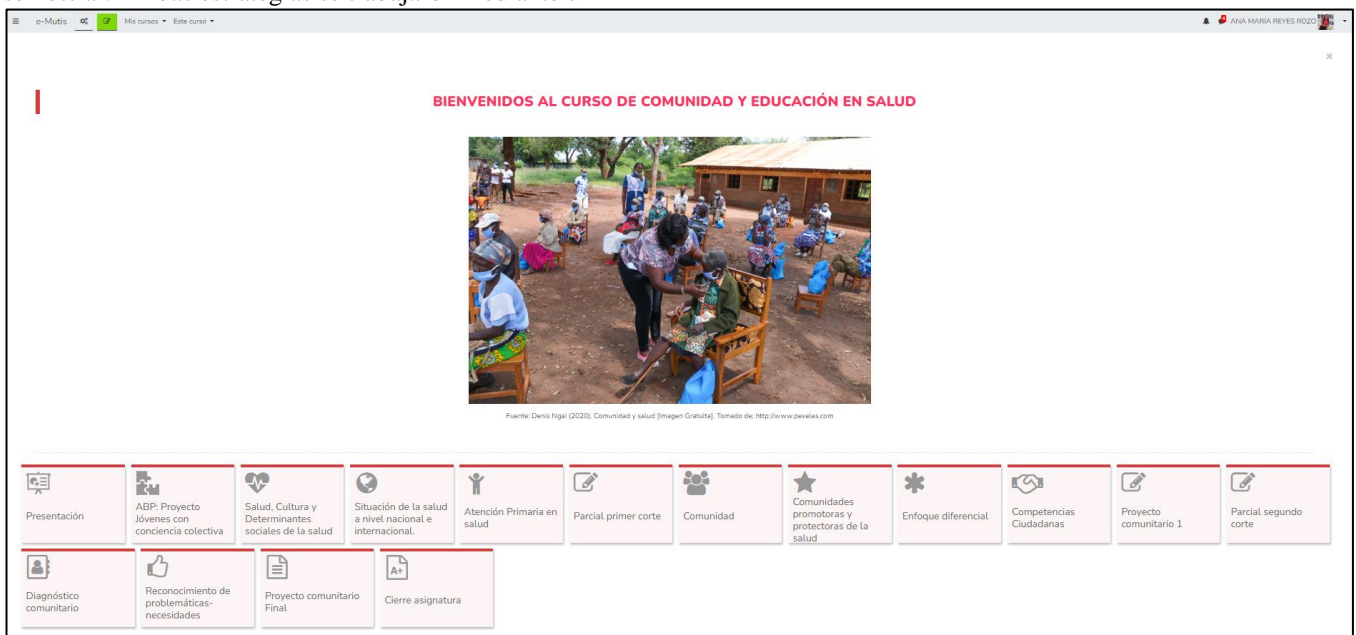 e-Mutis
Mis cursos
Este curso
ANA MARÍA REYES ROZO
BIENVENIDOS AL CURSO DE COMUNIDAD Y EDUCACIÓN EN SALUD
Fuente: Denis Ngai (2020). Comunidad y salud [Imagen Gratuita]. Tomado de: http://www.pexeles.com
Presentación
ABP: Proyecto
Jóvenes con
conciencia colectiva
Salud, Cultura y
Determinantes
sociales de la salud
Situación de la salud
a nivel nacional e
internacional.
Atención Primaria en
salud
Parcial primer corte
Comunidad
Comunidades
promotoras y
protectoras de la
salud
Enfoque diferencial
Competencias
Ciudadanas
Proyecto
comunitario 1
Parcial segundo
corte
Diagnóstico
comunitario
Reconocimiento de
problemáticas-
necesidades
Proyecto comunitario
Final
A+
Cierre asignatura